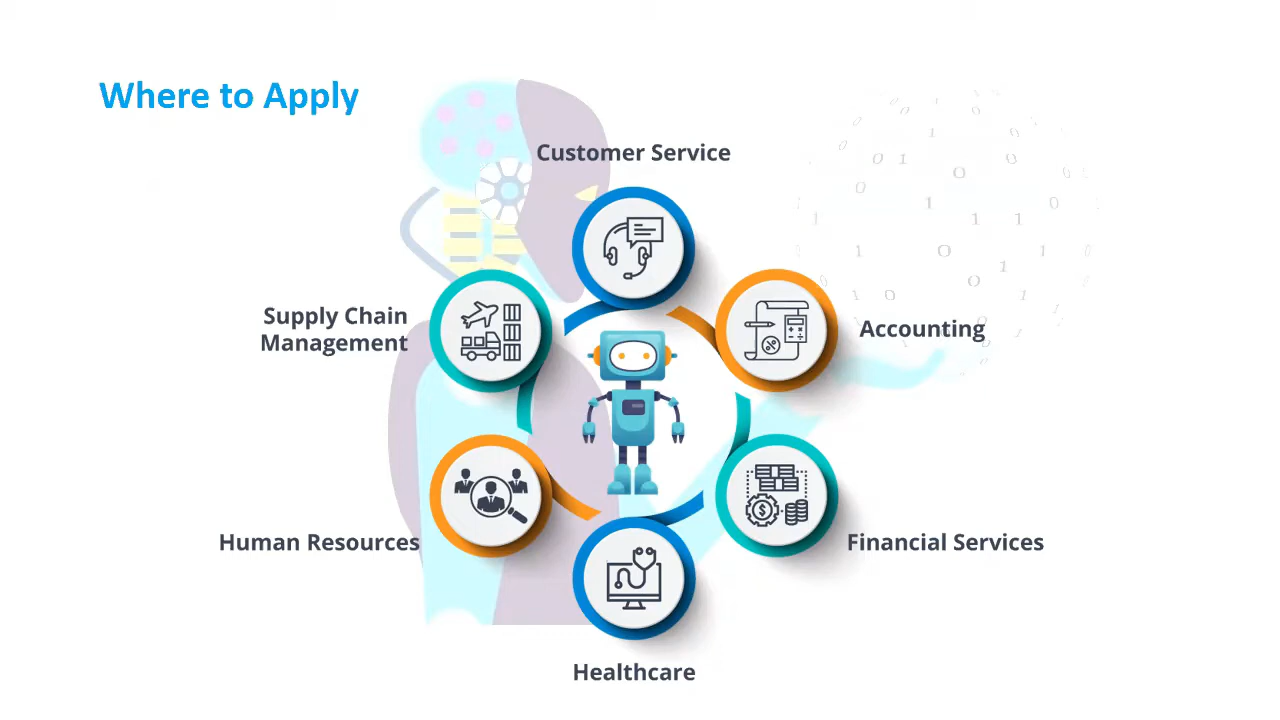 Where to Apply
Customer Service
Supply Chain
Management
Accounting
Human Resources
Financial Services
Healthcare